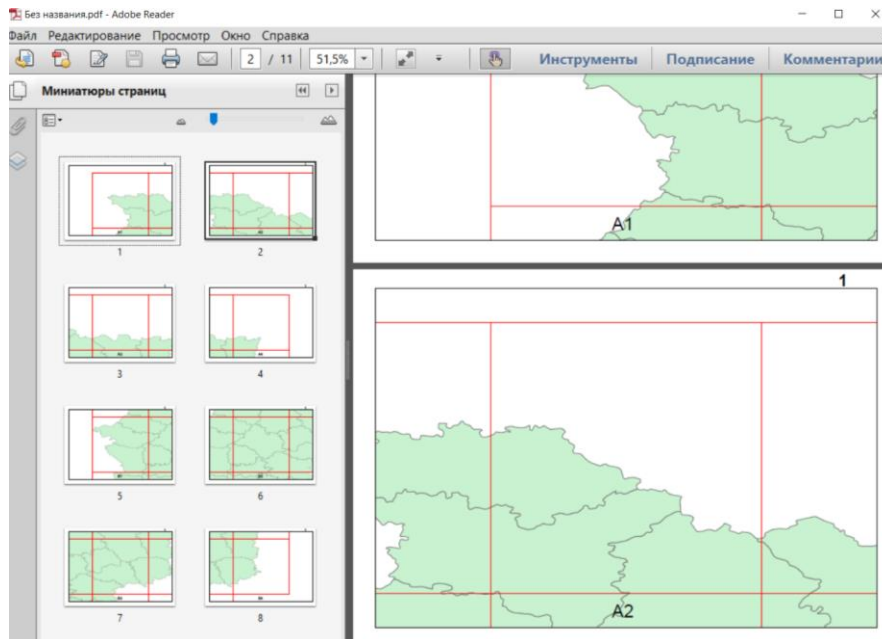 Без названия.pdf - Adobe Reader
Файл Редактирование Просмотр Окно Справка
2 / 11 51,5% Инструменты Подписание Комментарии
Миниатюры страниц
1 2
3 4
5 6
7 8
A1
1
A2